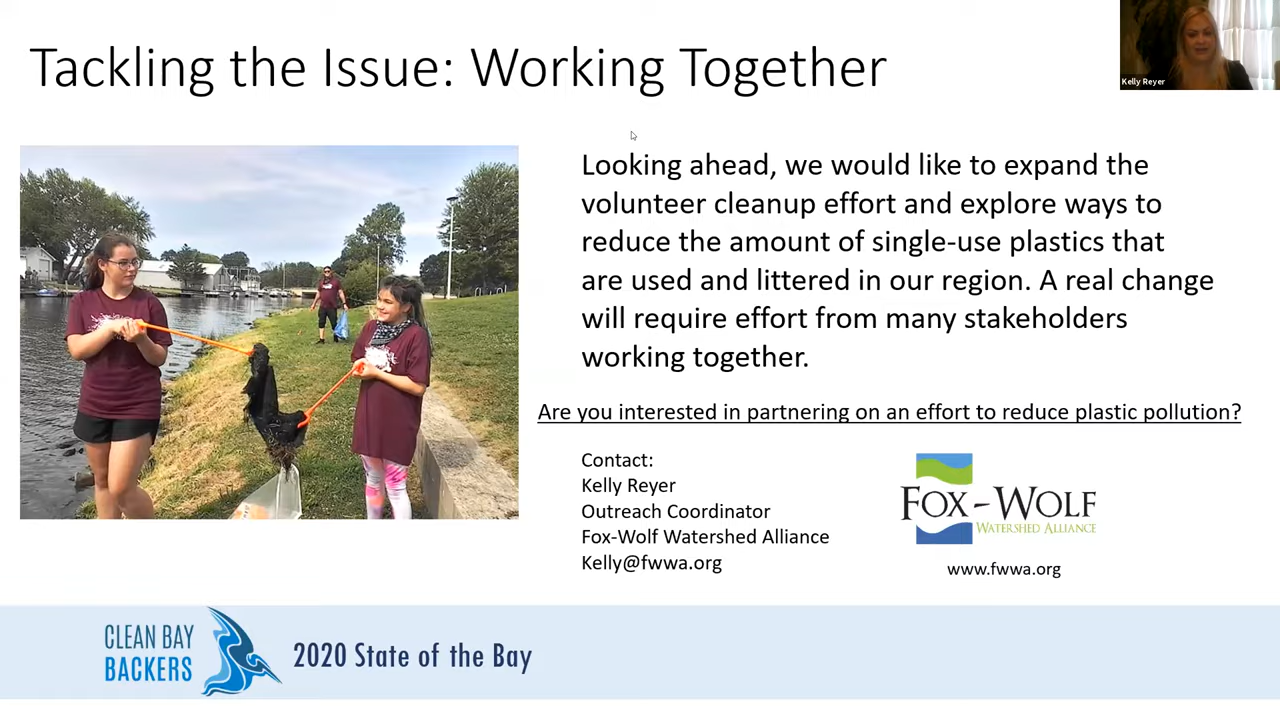 Tackling the Issue: Working Together
Kelly Reyer
Looking ahead, we would like to expand the
volunteer cleanup effort and explore ways to
reduce the amount of single-use plastics that
are used and littered in our region. A real change
will require effort from many stakeholders
working together.
Are you interested in partnering on an effort to reduce plastic pollution?
Contact:
Kelly Reyer
Outreach Coordinator
Fox-Wolf Watershed Alliance
Kelly@fwwa.org
FOX-WOLF
WATERSHED ALLIANCE
www.fwwa.org
CLEAN BAY
BACKERS
2020 State of the Bay